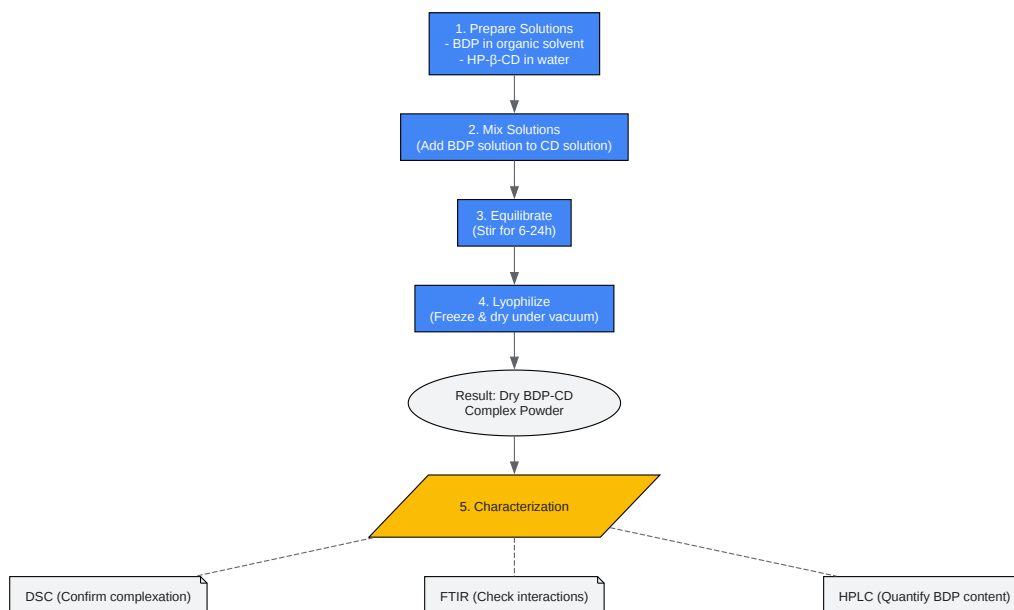 1. Prepare Solutions
- BDP in organic solvent
- HP-β-CD in water
2. Mix Solutions
(Add BDP solution to CD solution)
3. Equilibrate
(Stir for 6-24h)
4. Lyophilize
(Freeze & dry under vacuum)
Result: Dry BDP-CD
Complex Powder
5. Characterization
DSC (Confirm complexation)
FTIR (Check interactions)
HPLC (Quantify BDP content)